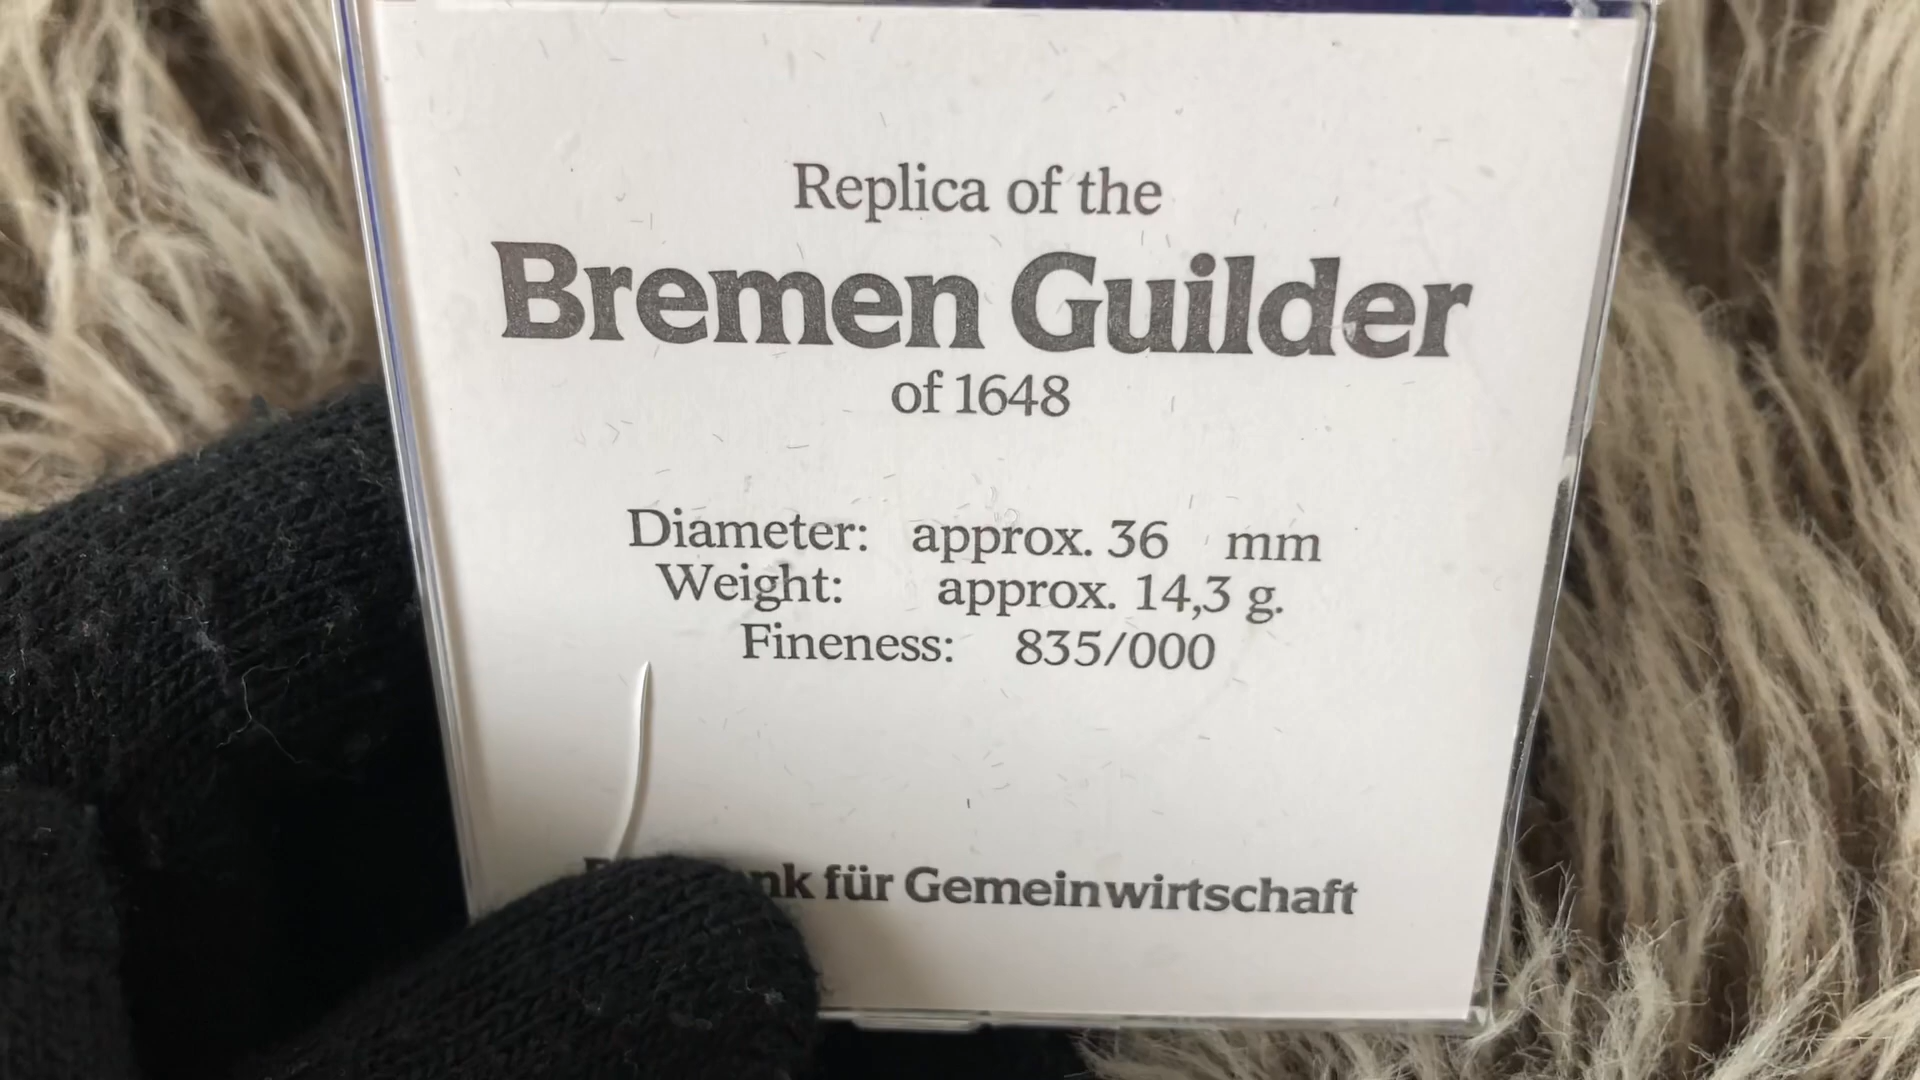 Replica of the
Bremen Guilder
of 1648
Diameter: approx. 36 mm
Weight: approx. 14,3 g.
Fineness: 835/000
für Gemeinwirtschaft